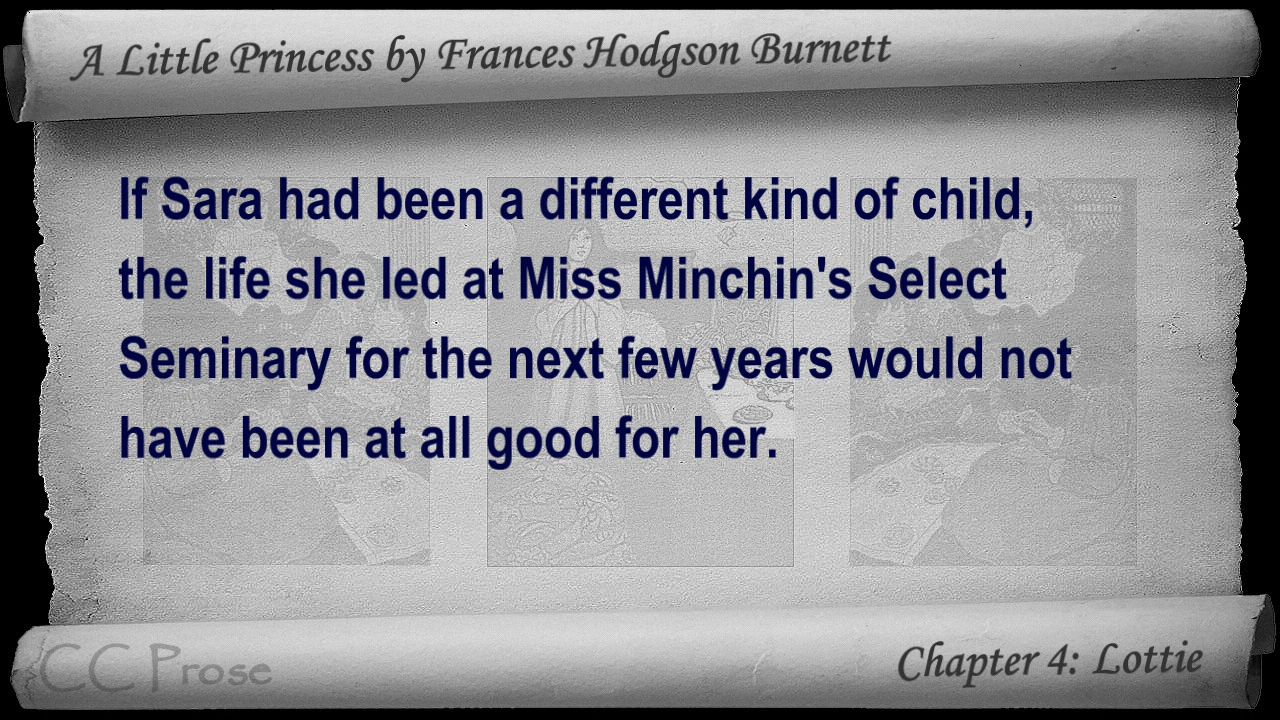 A Little Princess by Frances Hodgson Burnett
If Sara had been a different kind of child,
the life she led at Miss Minchin's Select
Seminary for the next few years would not
have been at all good for her.
CC Prose
Chapter 4: Lottie